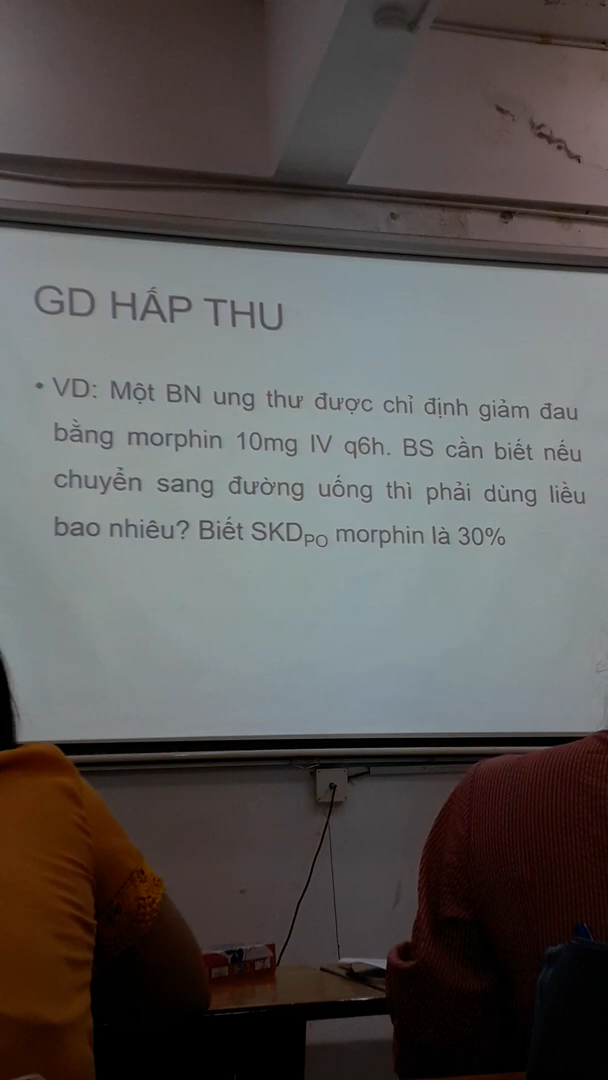 GD HẤP THU
• VD: Một BN ung thư được chỉ định giảm đau
bằng morphin 10mg IV q6h. BS cần biết nếu
chuyển sang đường uống thì phải dùng liều
bao nhiêu? Biết SKDPO morphin là 30%